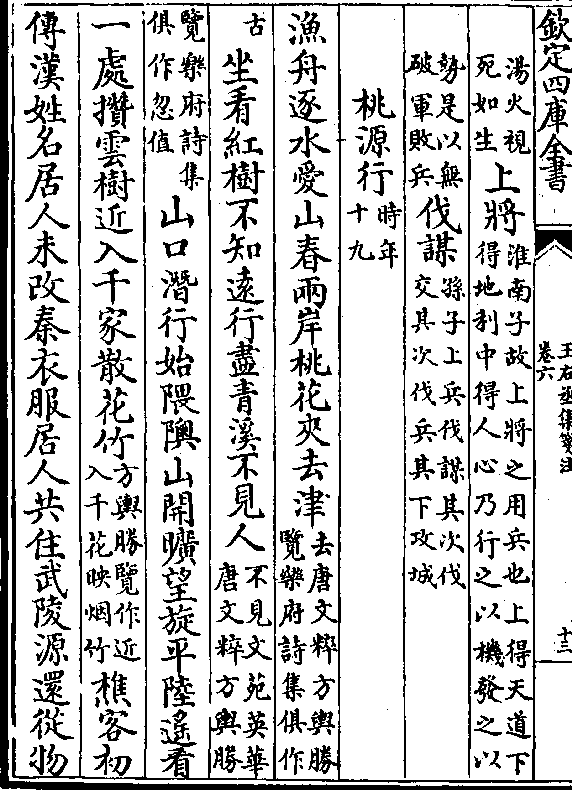 欽定四庫全書
王右丞集箋注
卷六
十三
湯火視死如生上將淮南子故上將之用兵也上得天道下得地利中得人心乃行之以機發之以
勢是以無破軍敗兵伐謀孫子上兵伐謀其次伐交其次伐兵其下攻城
桃源行時年十九
漁舟逐水愛山春兩岸桃花夾去津去唐文粹方輿勝覽樂府詩集俱作
古坐看紅樹不知遠行盡青溪不見人不見文苑英華唐文粹方輿勝
覽樂府詩集俱作忽值山口潛行始隈隩山開曠望旋平陸遙看
一處攢雲樹近入千家散花竹方輿勝覽作近入千花映烟竹樵客初
傳漢姓名居人未改秦衣服居人共住武陵源還從物